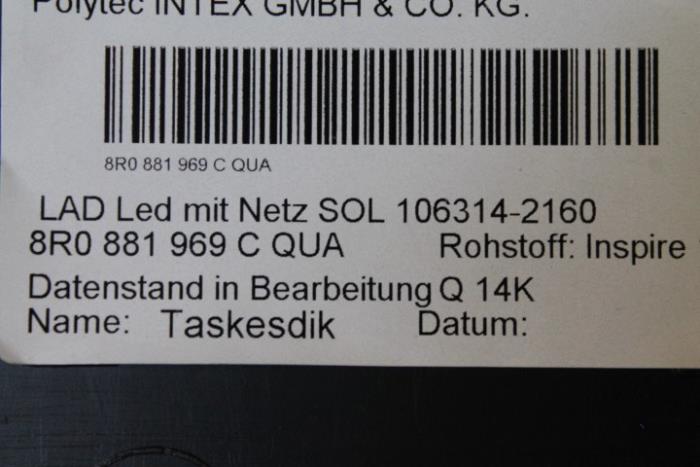 Polytec INTEX GMBH & CO. KG.
8R0 881 969 C QUA
LAD Led mit Netz SOL 106314-2160
8R0 881 969 C QUA Rohstoff: Inspire
Datenstand in Bearbeitung Q 14K
Name: Taskesdik Datum: